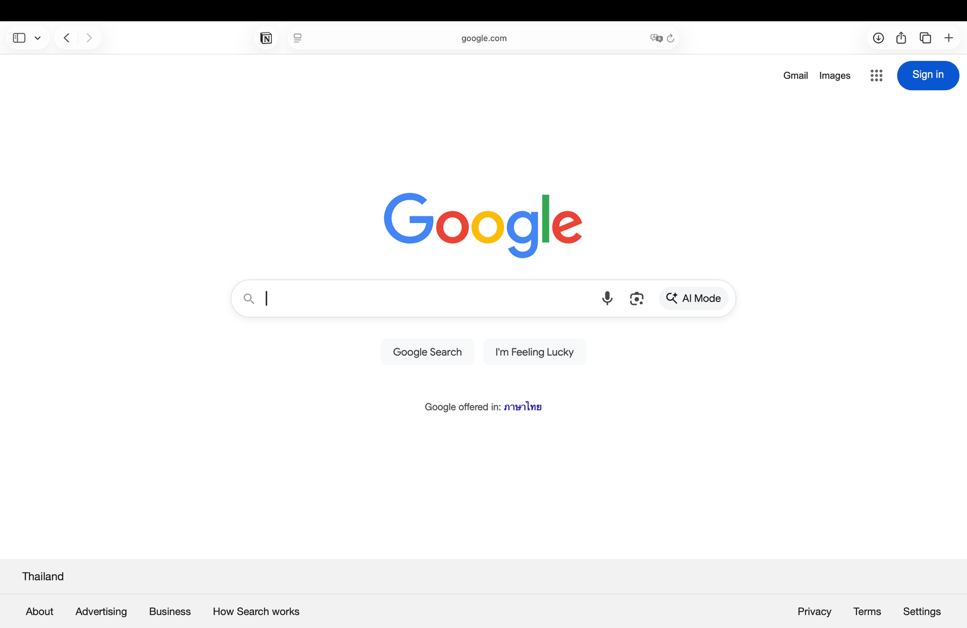 google.com
Gmail Images Sign in
Google
AI Mode
Google Search I'm Feeling Lucky
Google offered in: ภาษาไทย
Thailand
About Advertising Business How Search works Privacy Terms Settings